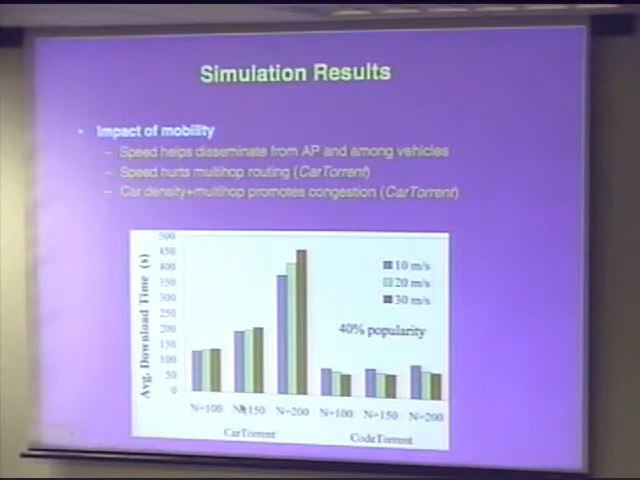 Simulation Results
• Impact of mobility
– Speed helps disseminate from AP and among vehicles
– Speed hurts multihop routing (CarTorrent)
– Car density+multihop promotes congestion (CarTorrent)
500
450
400
350
300
250
200
150
100
50
0
Avg. Download Time (s)
10 m/s
20 m/s
30 m/s
40% popularity
N=100 N=150 N=200 N=100 N=150 N=200
CarTorrent CodeTorrent